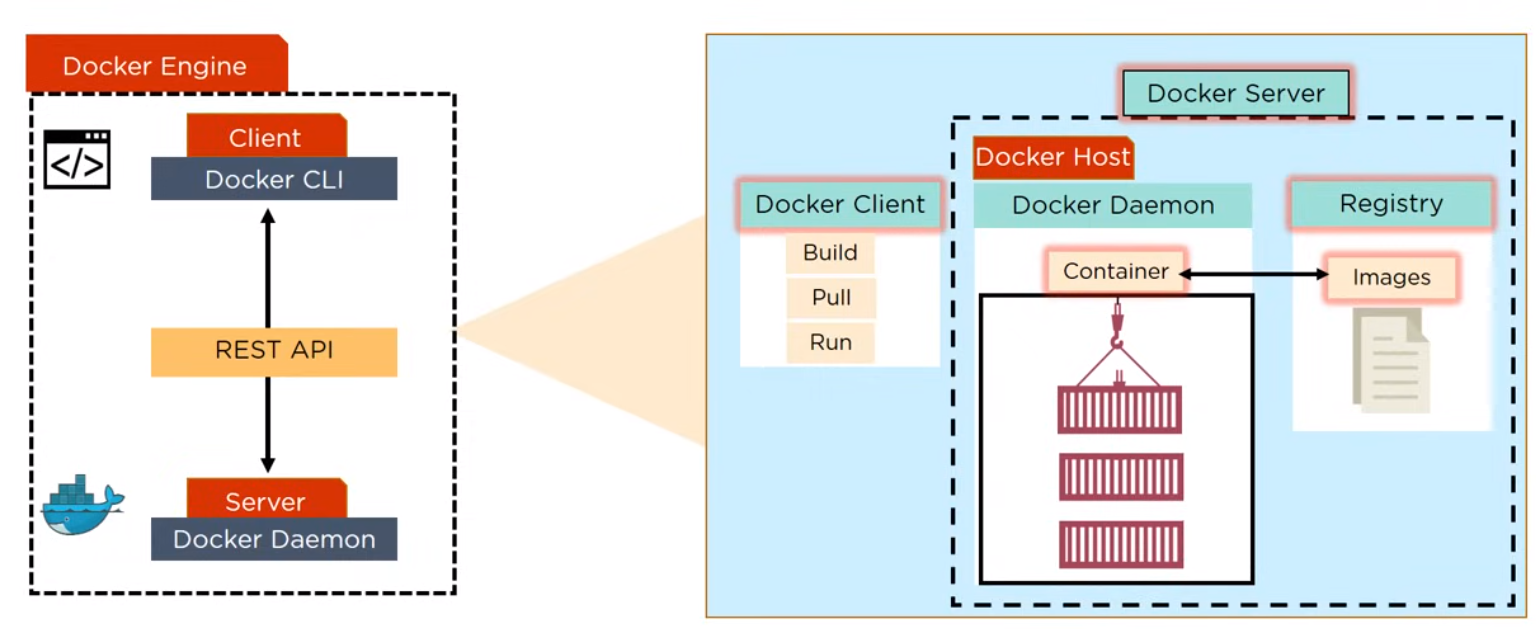 Docker Engine
Client
Docker CLI
</>
REST API
Server
Docker Daemon
Docker Server
Docker Host
Docker Client
Docker Daemon
Registry
Build
Pull
Run
Container
Images